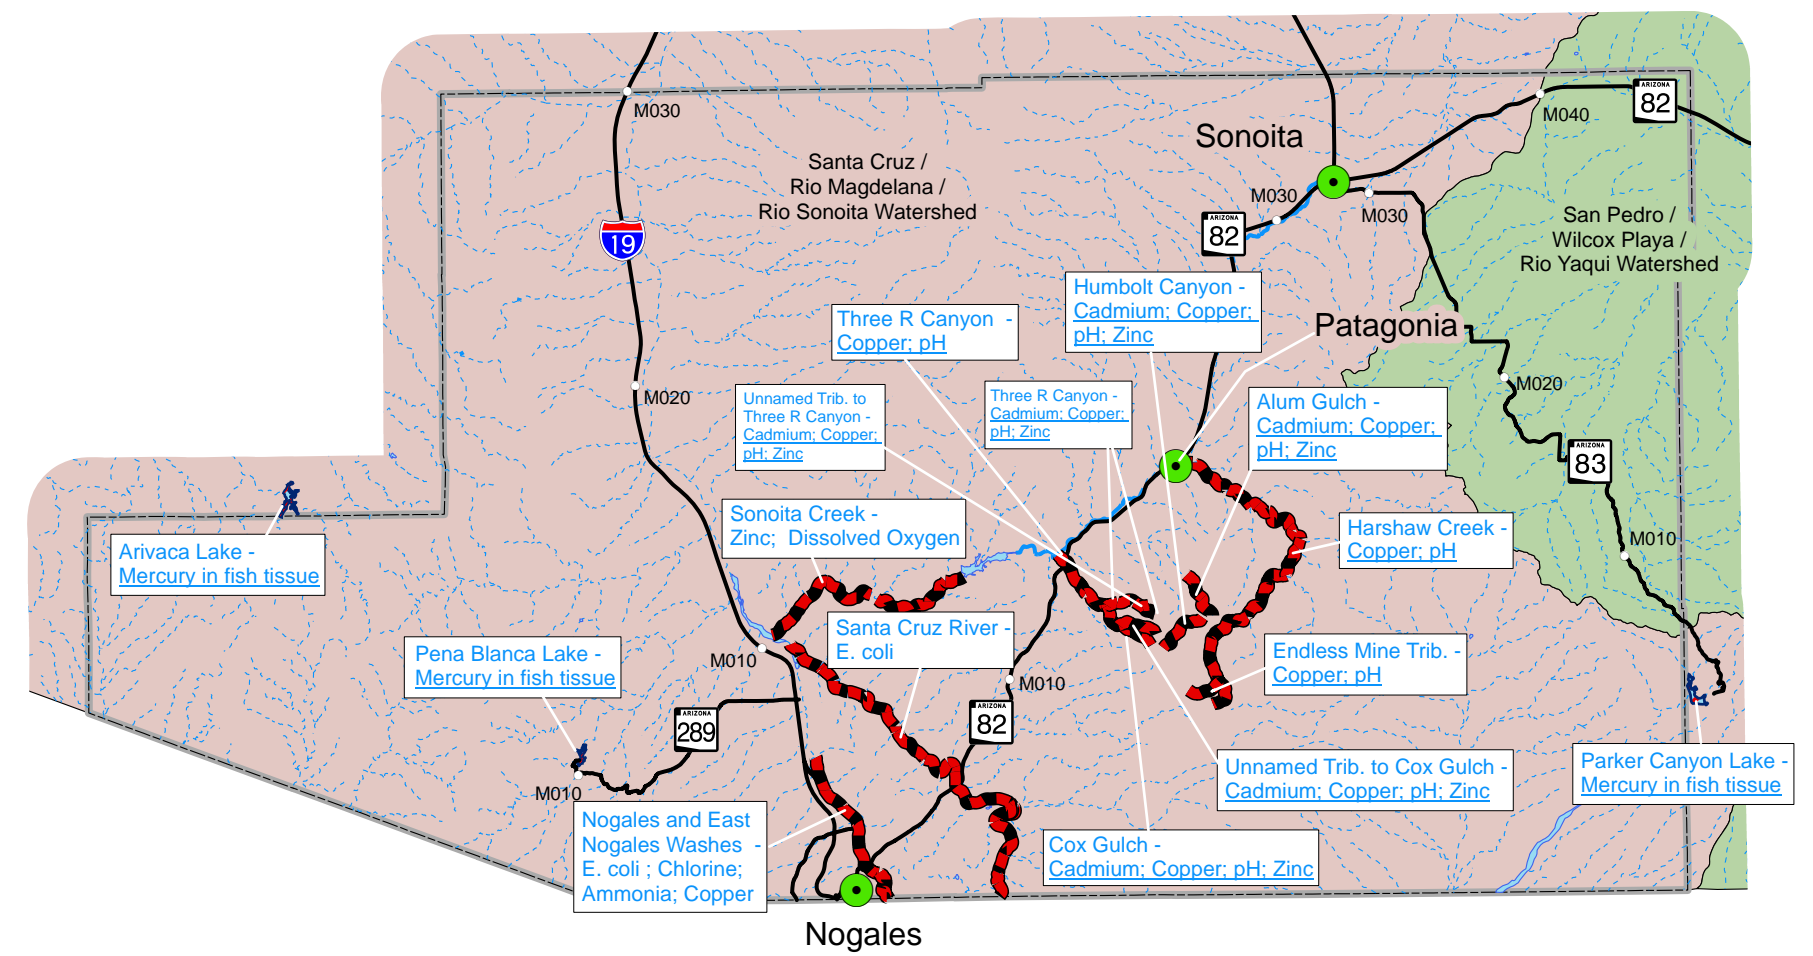 M030
ARIZONA
82
M040
Sonoita
Santa Cruz /
Rio Magdelana /
Rio Sonoita Watershed
M030
M030
San Pedro /
Wilcox Playa /
Rio Yaqui Watershed
19
ARIZONA
82
Humbolt Canyon -
Cadmium; Copper;
pH; Zinc
Three R Canyon -
Copper; pH
Patagonia
M020
M020
Unnamed Trib. to
Three R Canyon -
Cadmium; Copper;
pH; Zinc
Three R Canyon -
Cadmium; Copper;
pH; Zinc
Alum Gulch -
Cadmium; Copper;
pH; Zinc
ARIZONA
83
Sonoita Creek -
Zinc; Dissolved Oxygen
Harshaw Creek -
Copper; pH
M010
Arivaca Lake -
Mercury in fish tissue
Santa Cruz River -
E. coli
Pena Blanca Lake -
Mercury in fish tissue
M010
Endless Mine Trib. -
Copper; pH
M010
ARIZONA
289
ARIZONA
82
Unnamed Trib. to Cox Gulch -
Cadmium; Copper; pH; Zinc
Parker Canyon Lake -
Mercury in fish tissue
M010
Nogales and East
Nogales Washes -
E. coli ; Chlorine;
Ammonia; Copper
Cox Gulch -
Cadmium; Copper; pH; Zinc
Nogales